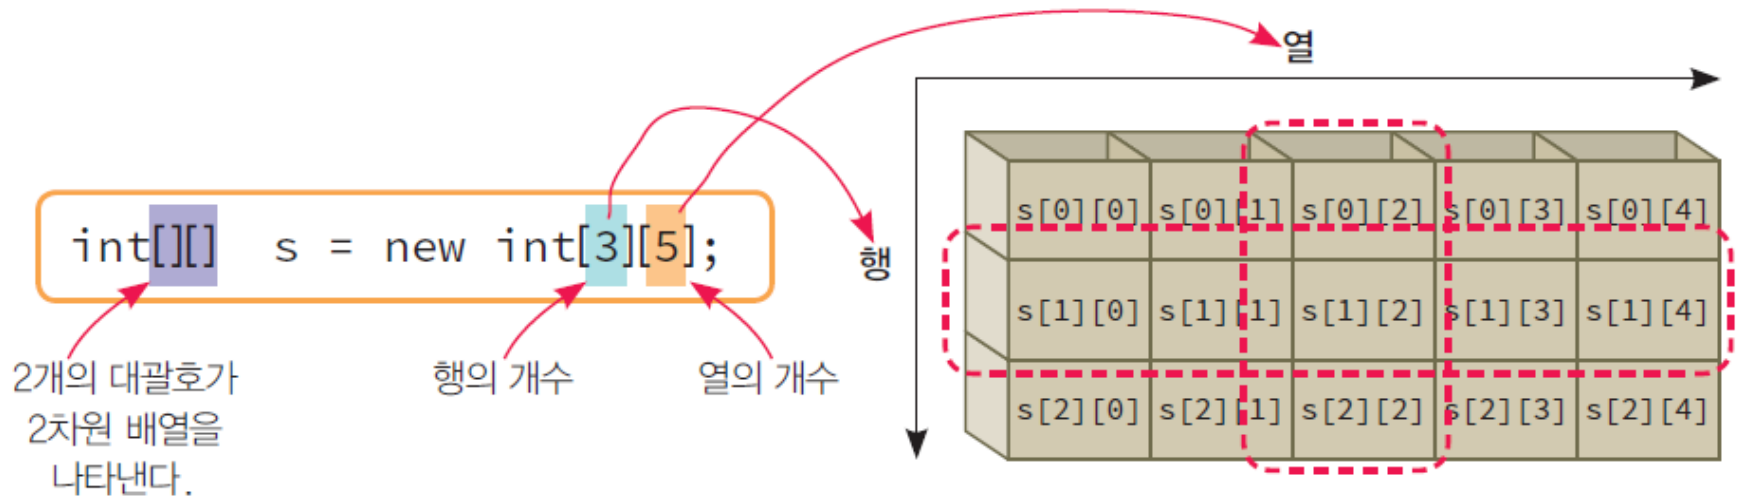 열
int[][] s = new int[3][5];
행
2개의 대괄호가
2차원 배열을
나타낸다.
행의 개수
열의 개수
s[0][0] s[0][1] s[0][2] s[0][3] s[0][4]
s[1][0] s[1][1] s[1][2] s[1][3] s[1][4]
s[2][0] s[2][1] s[2][2] s[2][3] s[2][4]